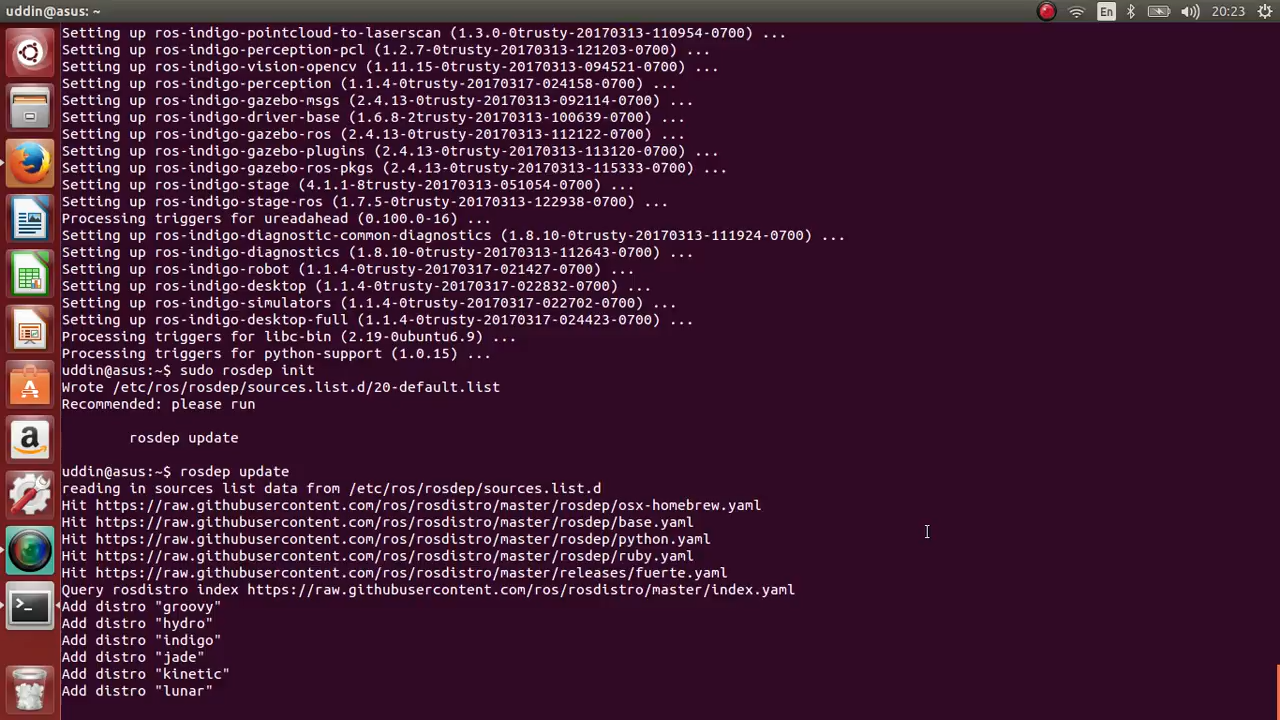 uddin@asus: ~
En
20:23
Setting up ros-indigo-pointcloud-to-laserscan (1.3.0-0trusty-20170313-110954-0700) ...
Setting up ros-indigo-perception-pcl (1.2.7-0trusty-20170313-121203-0700) ...
Setting up ros-indigo-vision-opencv (1.11.15-0trusty-20170313-094521-0700) ...
Setting up ros-indigo-perception (1.1.4-0trusty-20170317-024158-0700) ...
Setting up ros-indigo-gazebo-msgs (2.4.13-0trusty-20170313-092114-0700) ...
Setting up ros-indigo-driver-base (1.6.8-2trusty-20170313-100639-0700) ...
Setting up ros-indigo-gazebo-ros (2.4.13-0trusty-20170313-112122-0700) ...
Setting up ros-indigo-gazebo-plugins (2.4.13-0trusty-20170313-113120-0700) ...
Setting up ros-indigo-gazebo-ros-pkgs (2.4.13-0trusty-20170313-115333-0700) ...
Setting up ros-indigo-stage (4.1.1-8trusty-20170313-051054-0700) ...
Setting up ros-indigo-stage-ros (1.7.5-0trusty-20170313-122938-0700) ...
Processing triggers for ureadahead (0.100.0-16) ...
Setting up ros-indigo-diagnostic-common-diagnostics (1.8.10-0trusty-20170313-111924-0700) ...
Setting up ros-indigo-diagnostics (1.8.10-0trusty-20170313-112643-0700) ...
Setting up ros-indigo-robot (1.1.4-0trusty-20170317-021427-0700) ...
Setting up ros-indigo-desktop (1.1.4-0trusty-20170317-022832-0700) ...
Setting up ros-indigo-simulators (1.1.4-0trusty-20170317-022702-0700) ...
Setting up ros-indigo-desktop-full (1.1.4-0trusty-20170317-024423-0700) ...
Processing triggers for libc-bin (2.19-0ubuntu6.9) ...
Processing triggers for python-support (1.0.15) ...
uddin@asus:~$ sudo rosdep init
Wrote /etc/ros/rosdep/sources.list.d/20-default.list
Recommended: please run
rosdep update
uddin@asus:~$ rosdep update
reading in sources list data from /etc/ros/rosdep/sources.list.d
Hit https://raw.githubusercontent.com/ros/rosdistro/master/rosdep/osx-homebrew.yaml
Hit https://raw.githubusercontent.com/ros/rosdistro/master/rosdep/base.yaml
Hit https://raw.githubusercontent.com/ros/rosdistro/master/rosdep/python.yaml
Hit https://raw.githubusercontent.com/ros/rosdistro/master/rosdep/ruby.yaml
Hit https://raw.githubusercontent.com/ros/rosdistro/master/releases/fuerte.yaml
Query rosdistro index https://raw.githubusercontent.com/ros/rosdistro/master/index.yaml
Add distro "groovy"
Add distro "hydro"
Add distro "indigo"
Add distro "jade"
Add distro "kinetic"
Add distro "lunar"